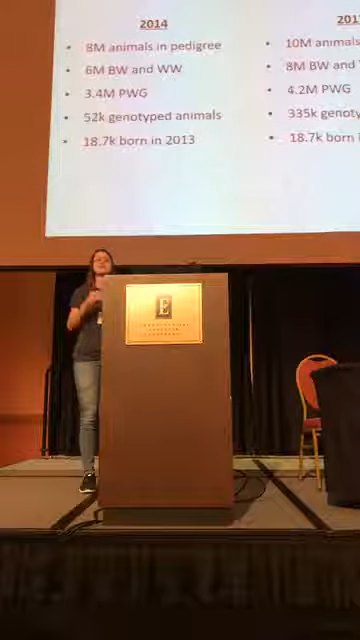 2014
• 8M animals in pedigree
• 6M BW and WW
• 3.4M PWG
• 52k genotyped animals
• 18.7k born in 2013
201
• 10M animals
• 8M BW and
• 4.2M PWG
• 335k genoty
• 18.7k born
E